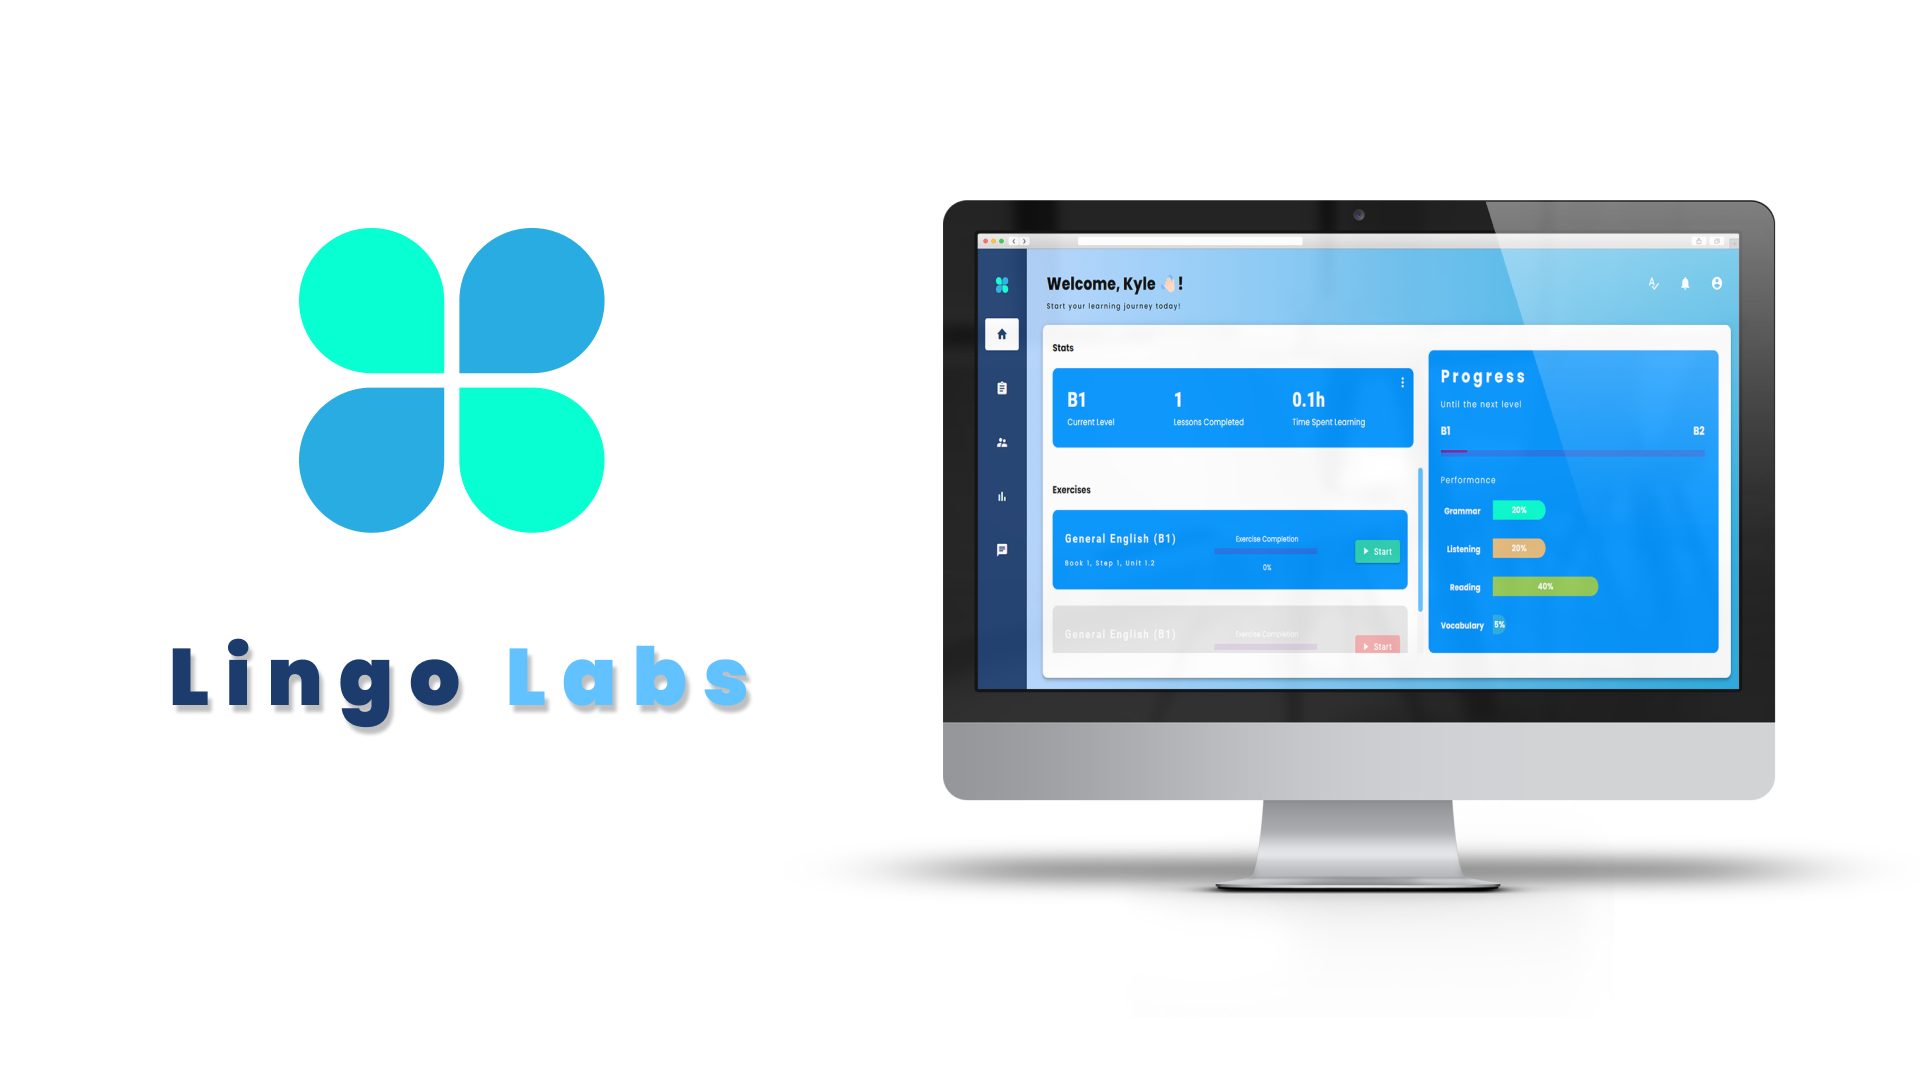 Lingo Labs
Welcome, Kyle 👋🏻!
Start your learning journey today!
Stats
B1
Current Level
1
Lessons Completed
0.1h
Time Spent Learning
Exercises
General English (B1)
Book 1, Step 1, Unit 1.2
Exercise Completion
0%
Start
General English (B1)
Exercise Completion
Start
Progress
Until the next level
B1 B2
Performance
Grammar 20%
Listening 20%
Reading 40%
Vocabulary 5%